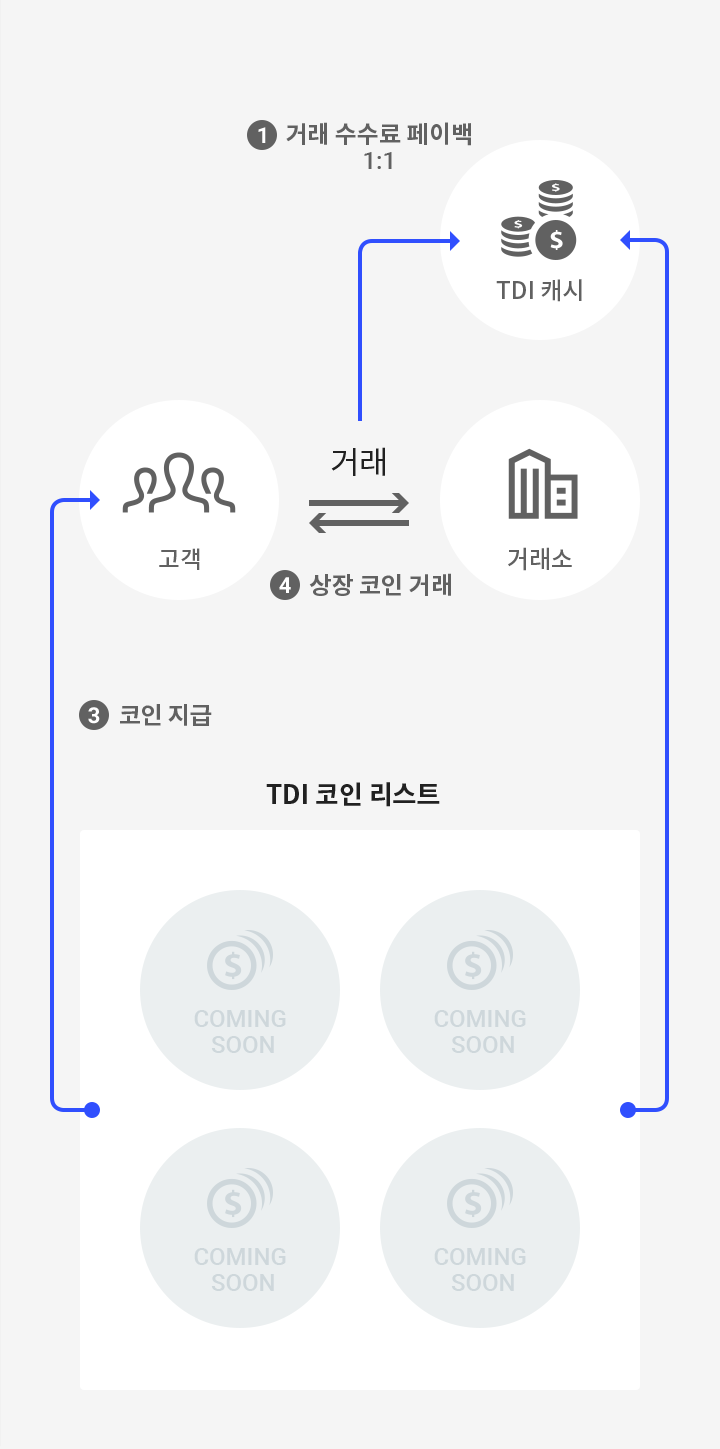 1 거래 수수료 페이백
1:1
TDI 캐시
거래
고객
거래소
4 상장 코인 거래
3 코인 지급
TDI 코인 리스트
COMING
SOON
COMING
SOON
COMING
SOON
COMING
SOON